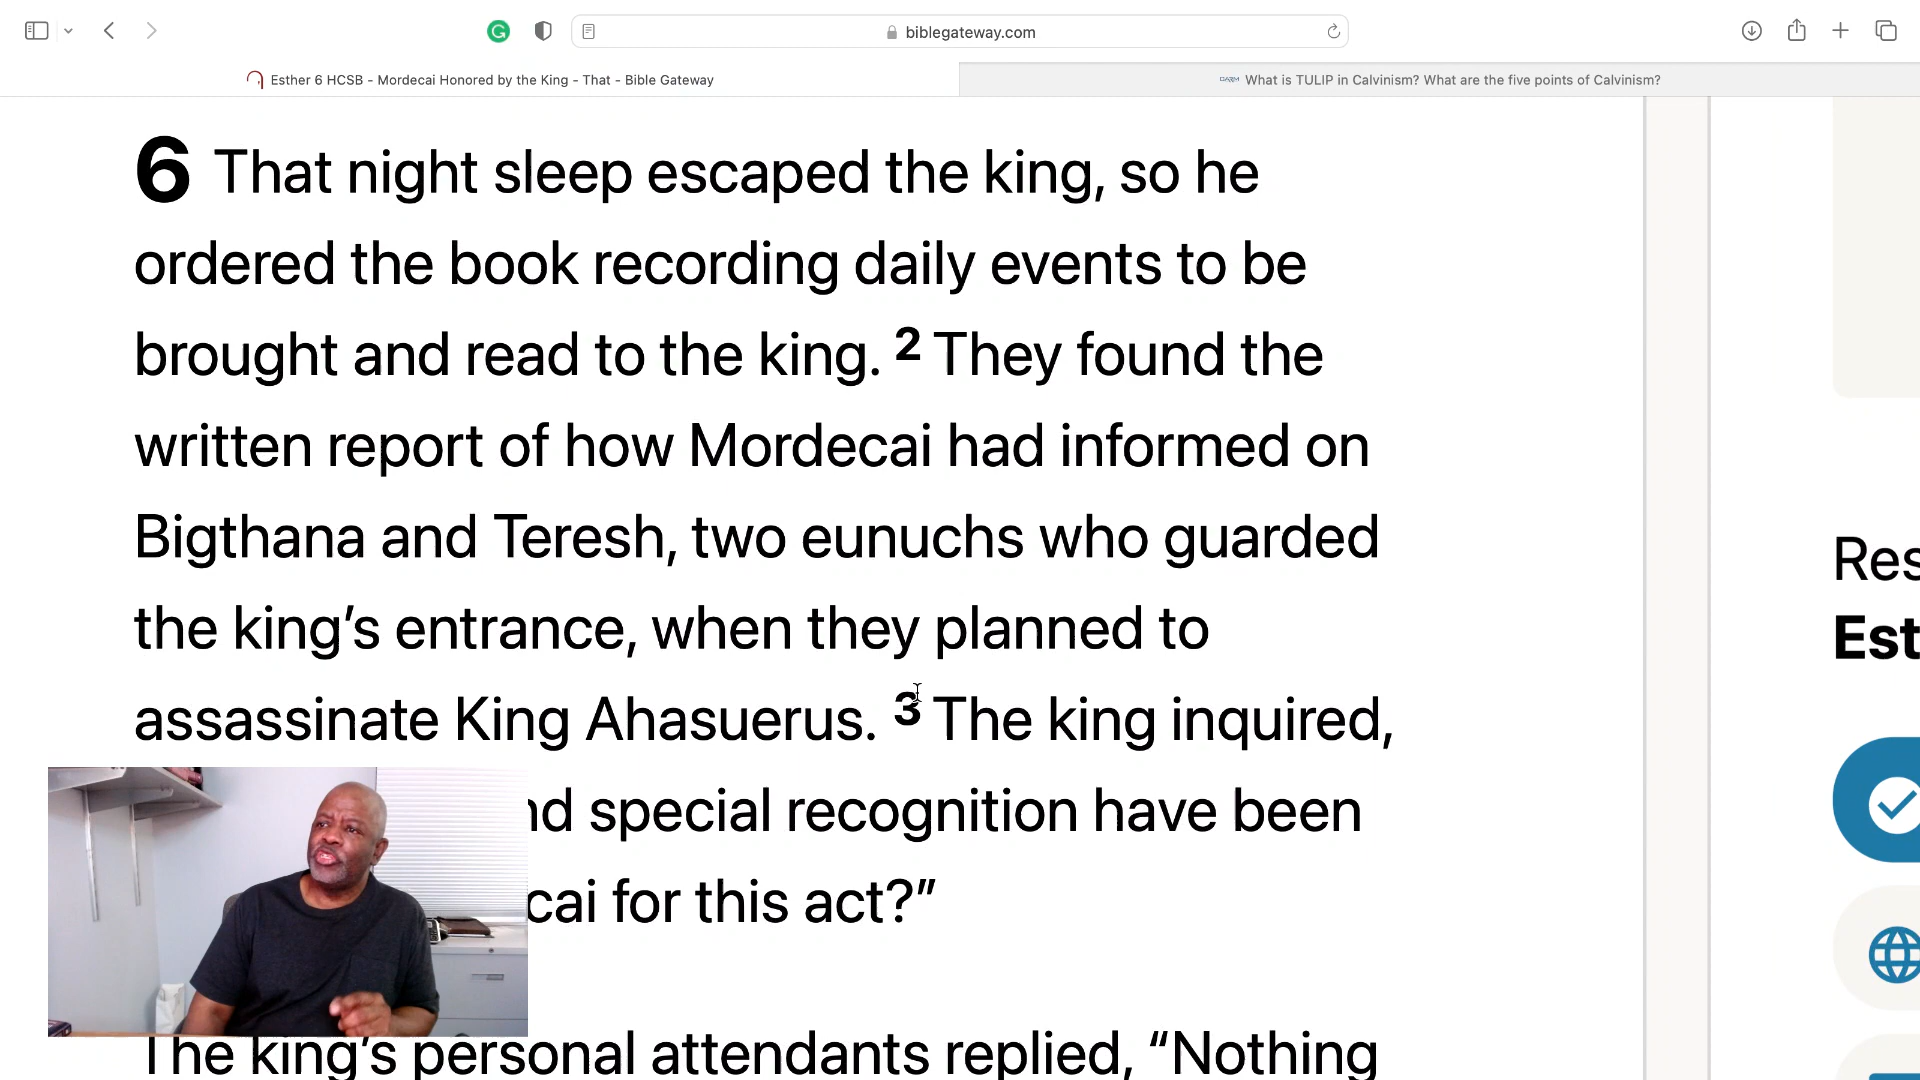 biblegateway.com
Esther 6 HCSB - Mordecai Honored by the King - That - Bible Gateway
What is TULIP in Calvinism? What are the five points of Calvinism?
6 That night sleep escaped the king, so he
ordered the book recording daily events to be
brought and read to the king. 2 They found the
written report of how Mordecai had informed on
Bigthana and Teresh, two eunuchs who guarded
the king’s entrance, when they planned to
assassinate King Ahasuerus. 3 The king inquired,
nd special recognition have been
cai for this act?”
The king’s personal attendants replied, “Nothing
Res
Est